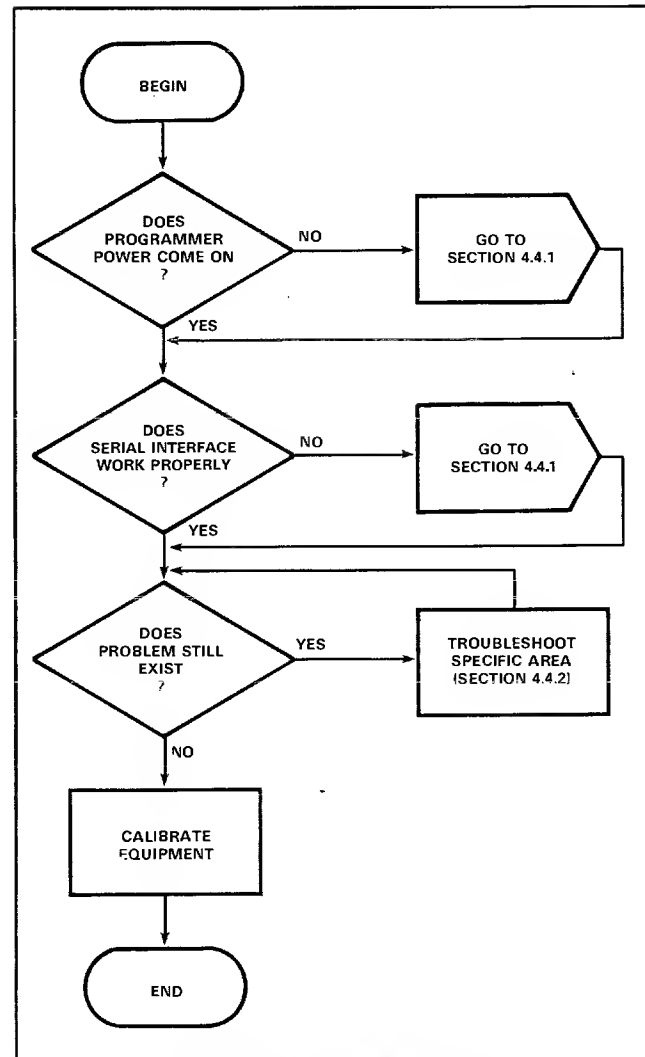 BEGIN
DOES
PROGRAMMER
POWER COME ON
?
NO
GO TO
SECTION 4.4.1
YES
DOES
SERIAL INTERFACE
WORK PROPERLY
?
NO
GO TO
SECTION 4.4.1
YES
DOES
PROBLEM STILL
EXIST
?
YES
TROUBLESHOOT
SPECIFIC AREA
(SECTION 4.4.2)
NO
CALIBRATE
EQUIPMENT
END